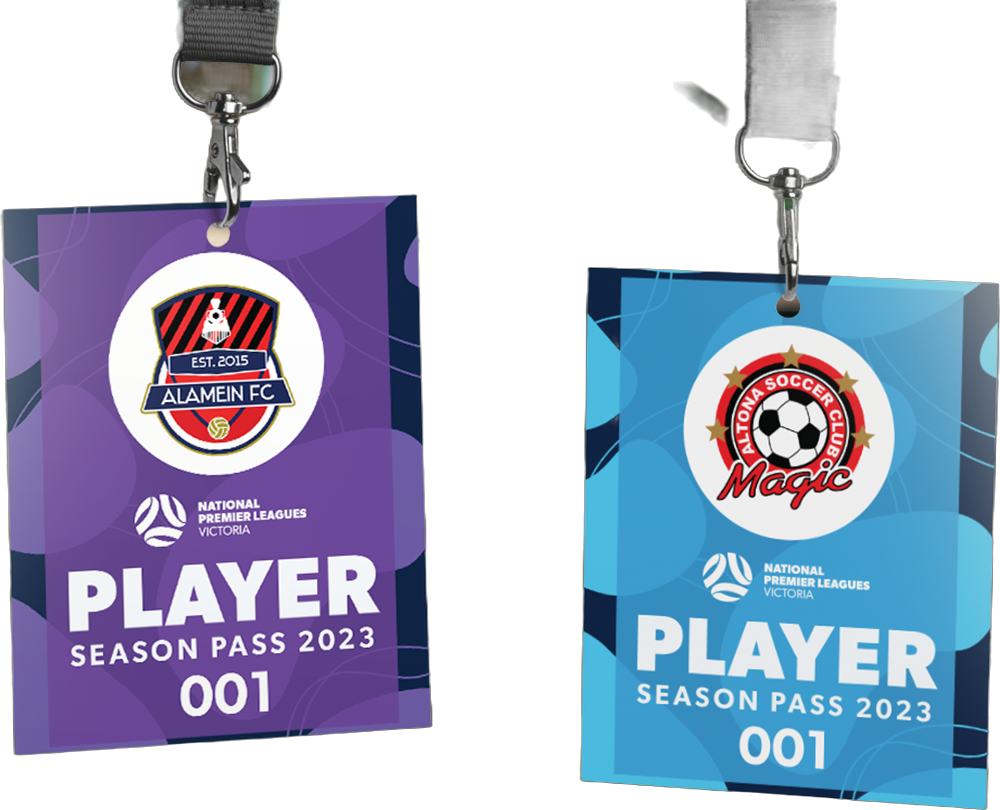 EST. 2015
ALAMEIN FC
NATIONAL
PREMIER LEAGUES
VICTORIA
PLAYER
SEASON PASS 2023
001
ALTONA SOCCER CLUB
Magic
NATIONAL
PREMIER LEAGUES
VICTORIA
PLAYER
SEASON PASS 2023
001